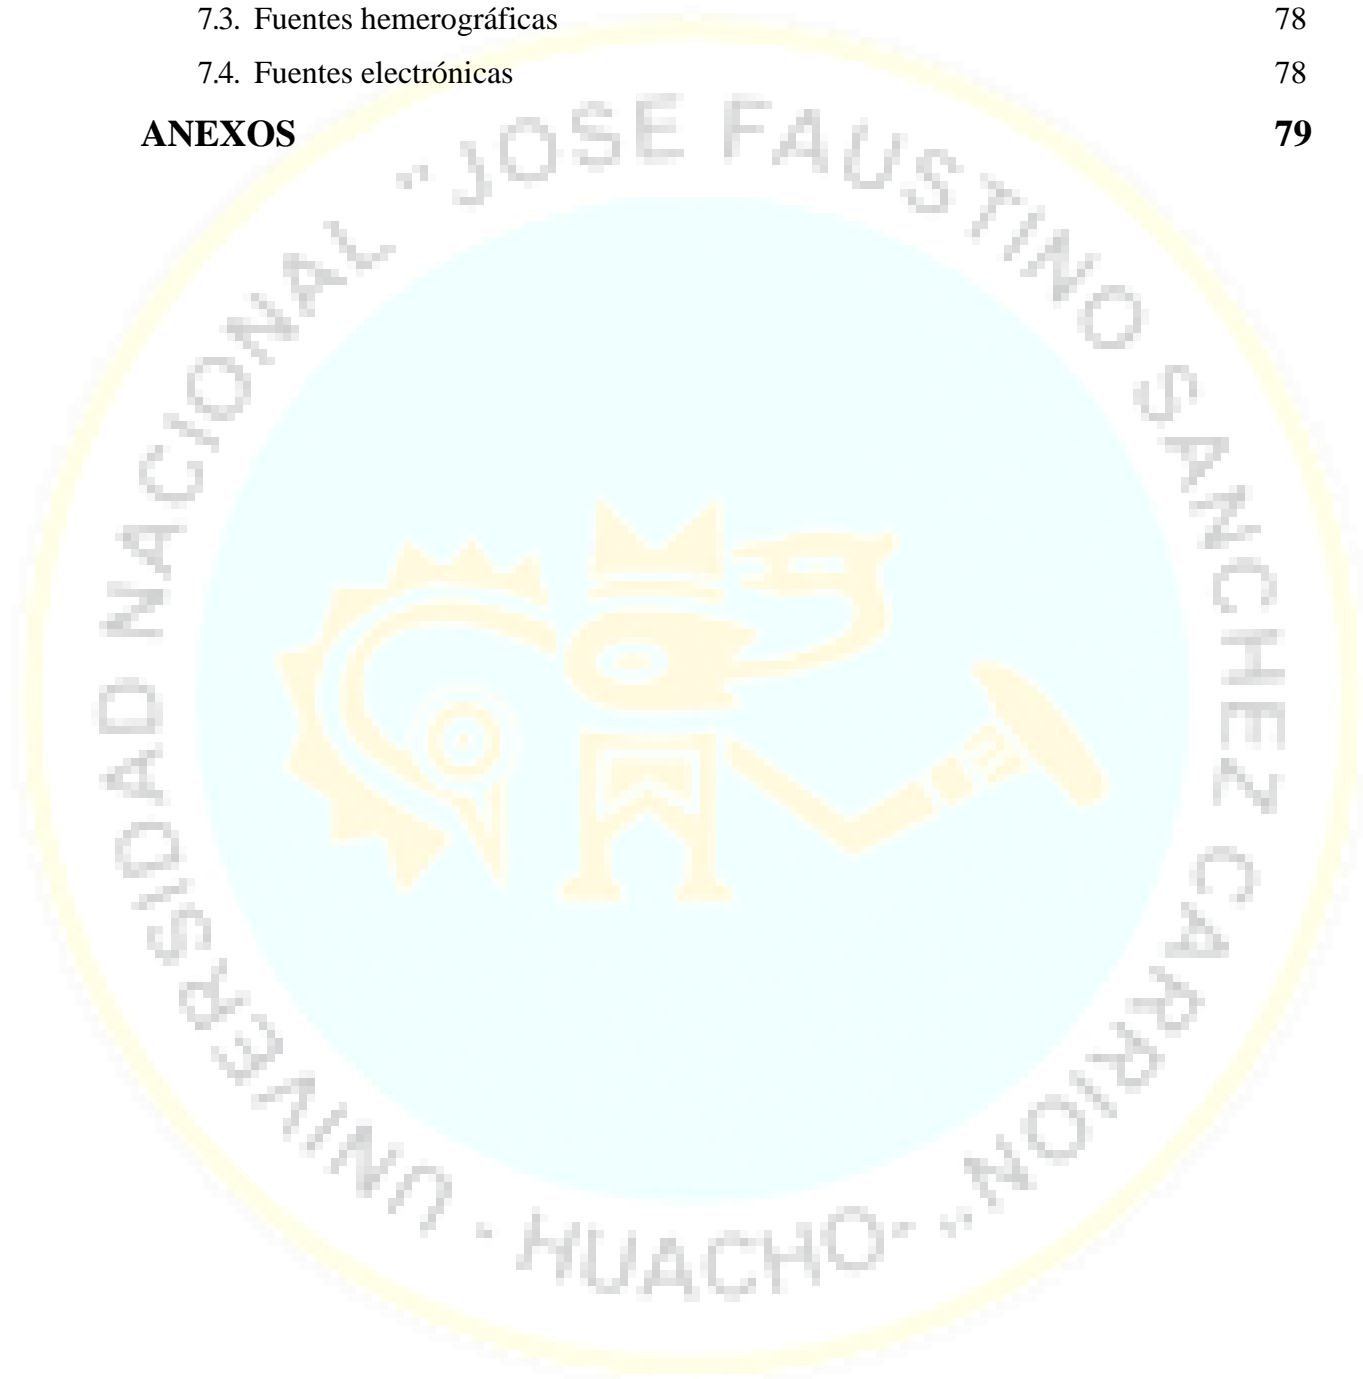 7.3. Fuentes hemerográficas 78
7.4. Fuentes electrónicas 78
ANEXOS 79
UNIVERSIDAD NACIONAL "JOSE FAUSTINO SANCHEZ CARRION" - HUACHO -